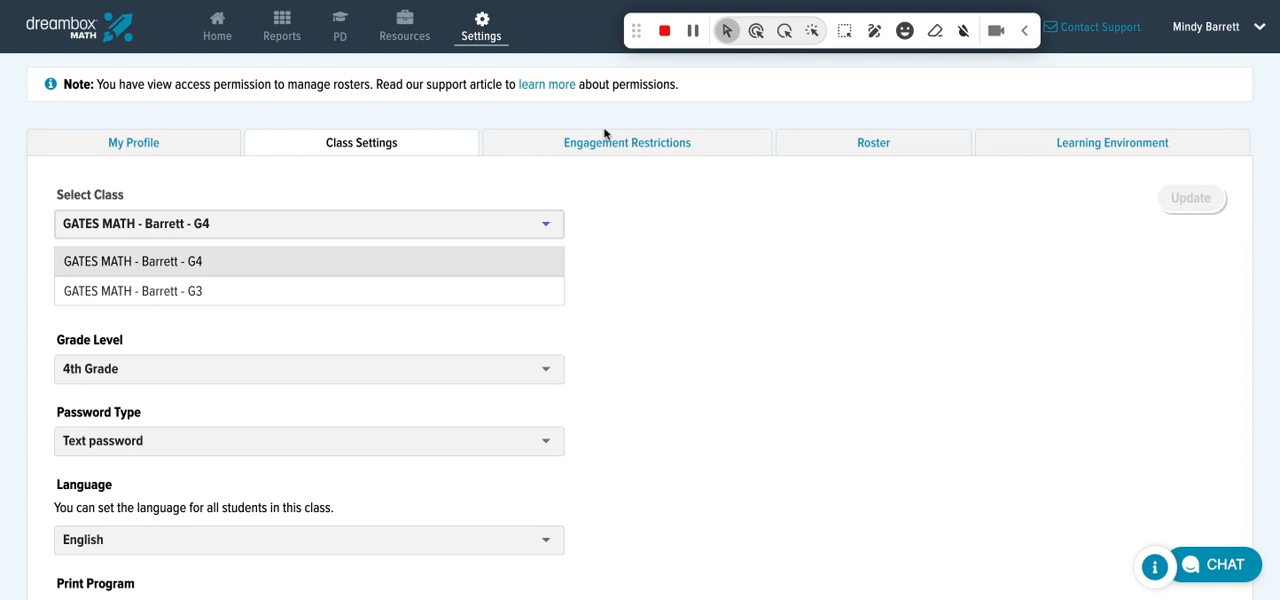 dreambox
MATH
Home
Reports
PD
Resources
Settings
Contact Support
Mindy Barrett
Note: You have view access permission to manage rosters. Read our support article to learn more about permissions.
My Profile
Class Settings
Engagement Restrictions
Roster
Learning Environment
Select Class
Update
GATES MATH - Barrett - G4
GATES MATH - Barrett - G4
GATES MATH - Barrett - G3
Grade Level
4th Grade
Password Type
Text password
Language
You can set the language for all students in this class.
English
Print Program
CHAT